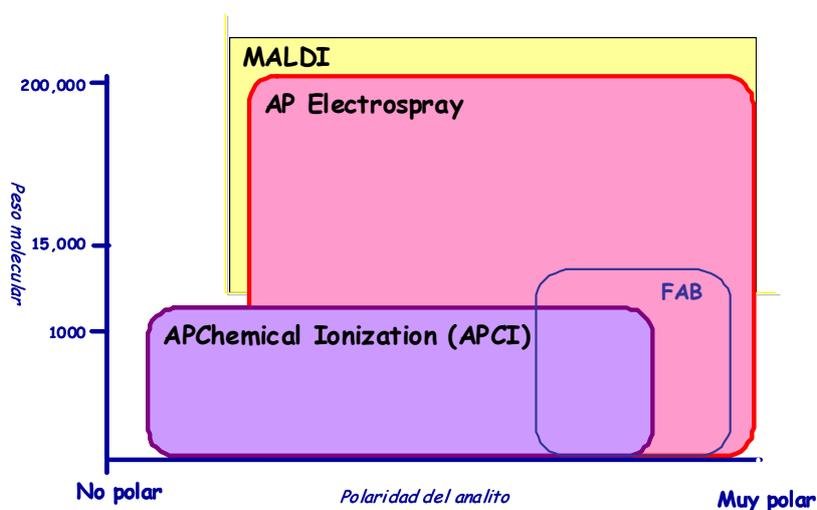 MALDI
200,000
AP Electrospray
Peso molecular
15,000
FAB
1000
APChemical Ionization (APCI)
No polar
Polaridad del analito
Muy polar